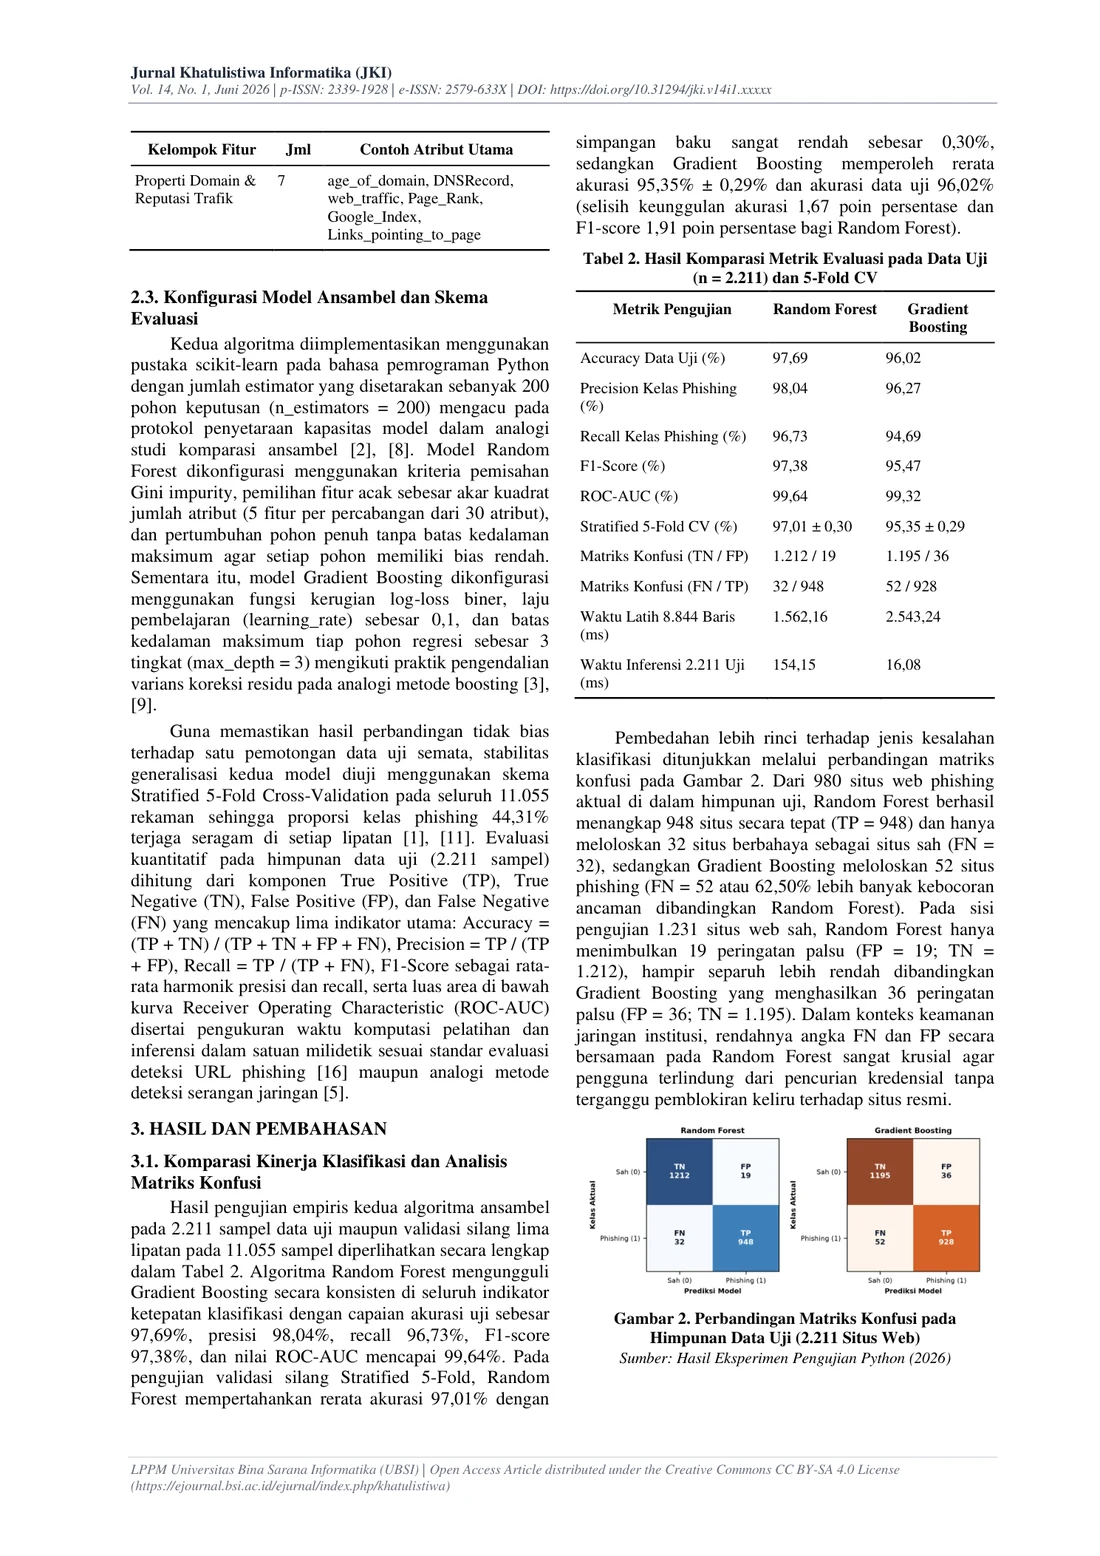 Jurnal Khatulistiwa Informatika (JKI)
Vol. 14, No. 1, Juni 2026 | p-ISSN: 2339-1928 | e-ISSN: 2579-633X | DOI: https://doi.org/10.31294/jki.v14i1.xxxxx
Kelompok Fitur Jml Contoh Atribut Utama
Properti Domain & 7 age_of_domain, DNSRecord,
Reputasi Trafik web_traffic, Page_Rank,
Google_Index,
Links_pointing_to_page
2.3. Konfigurasi Model Ansambel dan Skema
Evaluasi
Kedua algoritma diimplementasikan menggunakan
pustaka scikit-learn pada bahasa pemrograman Python
dengan jumlah estimator yang disetarakan sebanyak 200
pohon keputusan (n_estimators = 200) mengacu pada
protokol penyetaraan kapasitas model dalam analogi
studi komparasi ansambel [2], [8]. Model Random
Forest dikonfigurasi menggunakan kriteria pemisahan
Gini impurity, pemilihan fitur acak sebesar akar kuadrat
jumlah atribut (5 fitur per percabangan dari 30 atribut),
dan pertumbuhan pohon penuh tanpa batas kedalaman
maksimum agar setiap pohon memiliki bias rendah.
Sementara itu, model Gradient Boosting dikonfigurasi
menggunakan fungsi kerugian log-loss biner, laju
pembelajaran (learning_rate) sebesar 0,1, dan batas
kedalaman maksimum tiap pohon regresi sebesar 3
tingkat (max_depth = 3) mengikuti praktik pengendalian
varians koreksi residu pada analogi metode boosting [3],
[9].
Guna memastikan hasil perbandingan tidak bias
terhadap satu pemotongan data uji semata, stabilitas
generalisasi kedua model diuji menggunakan skema
Stratified 5-Fold Cross-Validation pada seluruh 11.055
rekaman sehingga proporsi kelas phishing 44,31%
terjaga seragam di setiap lipatan [1], [11]. Evaluasi
kuantitatif pada himpunan data uji (2.211 sampel)
dihitung dari komponen True Positive (TP), True
Negative (TN), False Positive (FP), dan False Negative
(FN) yang mencakup lima indikator utama: Accuracy =
(TP + TN) / (TP + TN + FP + FN), Precision = TP / (TP
+ FP), Recall = TP / (TP + FN), F1-Score sebagai rata-
rata harmonik presisi dan recall, serta luas area di bawah
kurva Receiver Operating Characteristic (ROC-AUC)
disertai pengukuran waktu komputasi pelatihan dan
inferensi dalam satuan milidetik sesuai standar evaluasi
deteksi URL phishing [16] maupun analogi metode
deteksi serangan jaringan [5].
3. HASIL DAN PEMBAHASAN
3.1. Komparasi Kinerja Klasifikasi dan Analisis
Matriks Konfusi
Hasil pengujian empiris kedua algoritma ansambel
pada 2.211 sampel data uji maupun validasi silang lima
lipatan pada 11.055 sampel diperlihatkan secara lengkap
dalam Tabel 2. Algoritma Random Forest mengungguli
Gradient Boosting secara konsisten di seluruh indikator
ketepatan klasifikasi dengan capaian akurasi uji sebesar
97,69%, presisi 98,04%, recall 96,73%, F1-score
97,38%, dan nilai ROC-AUC mencapai 99,64%. Pada
pengujian validasi silang Stratified 5-Fold, Random
Forest mempertahankan rerata akurasi 97,01% dengan
simpangan baku sangat rendah sebesar 0,30%,
sedangkan Gradient Boosting memperoleh rerata
akurasi 95,35% ± 0,29% dan akurasi data uji 96,02%
(selisih keunggulan akurasi 1,67 poin persentase dan
F1-score 1,91 poin persentase bagi Random Forest).
Tabel 2. Hasil Komparasi Metrik Evaluasi pada Data Uji
(n = 2.211) dan 5-Fold CV
Metrik Pengujian Random Forest Gradient
Boosting
Accuracy Data Uji (%) 97,69 96,02
Precision Kelas Phishing 98,04 96,27
(%)
Recall Kelas Phishing (%) 96,73 94,69
F1-Score (%) 97,38 95,47
ROC-AUC (%) 99,64 99,32
Stratified 5-Fold CV (%) 97,01 ± 0,30 95,35 ± 0,29
Matriks Konfusi (TN / FP) 1.212 / 19 1.195 / 36
Matriks Konfusi (FN / TP) 32 / 948 52 / 928
Waktu Latih 8.844 Baris 1.562,16 2.543,24
(ms)
Waktu Inferensi 2.211 Uji 154,15 16,08
(ms)
Pembedahan lebih rinci terhadap jenis kesalahan
klasifikasi ditunjukkan melalui perbandingan matriks
konfusi pada Gambar 2. Dari 980 situs web phishing
aktual di dalam himpunan uji, Random Forest berhasil
menangkap 948 situs secara tepat (TP = 948) dan hanya
meloloskan 32 situs berbahaya sebagai situs sah (FN =
32), sedangkan Gradient Boosting meloloskan 52 situs
phishing (FN = 52 atau 62,50% lebih banyak kebocoran
ancaman dibandingkan Random Forest). Pada sisi
pengujian 1.231 situs web sah, Random Forest hanya
menimbulkan 19 peringatan palsu (FP = 19; TN =
1.212), hampir separuh lebih rendah dibandingkan
Gradient Boosting yang menghasilkan 36 peringatan
palsu (FP = 36; TN = 1.195). Dalam konteks keamanan
jaringan institusi, rendahnya angka FN dan FP secara
bersamaan pada Random Forest sangat krusial agar
pengguna terlindung dari pencurian kredensial tanpa
terganggu pemblokiran keliru terhadap situs resmi.
Random Forest
Kelas Aktual
Sah (0)
TN
1212
FP
19
Phishing (1)
FN
32
TP
948
Sah (0) Phishing (1)
Prediksi Model
Gradient Boosting
Kelas Aktual
Sah (0)
TN
1195
FP
36
Phishing (1)
FN
52
TP
928
Sah (0) Phishing (1)
Prediksi Model
Gambar 2. Perbandingan Matriks Konfusi pada
Himpunan Data Uji (2.211 Situs Web)
Sumber: Hasil Eksperimen Pengujian Python (2026)
LPPM Universitas Bina Sarana Informatika (UBSI) | Open Access Article distributed under the Creative Commons CC BY-SA 4.0 License
(https://ejournal.bsi.ac.id/ejurnal/index.php/khatulistiwa)